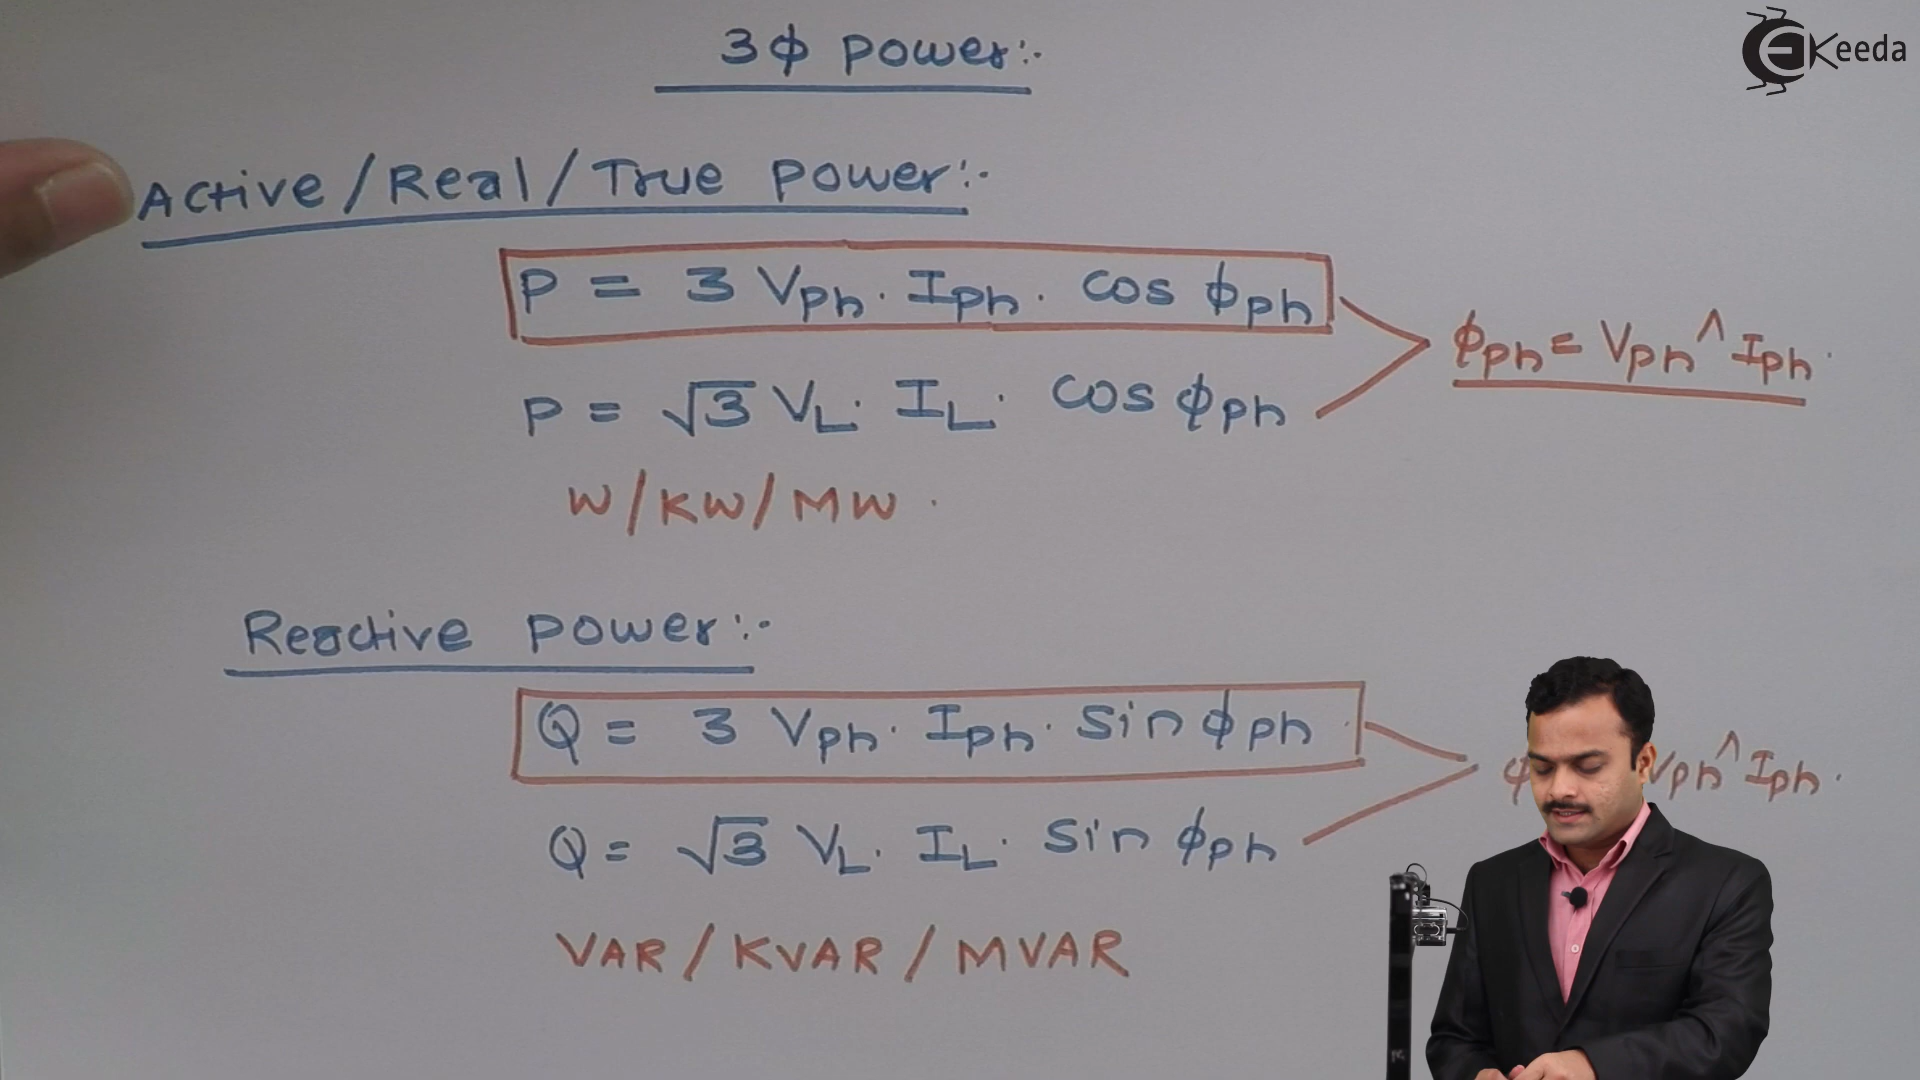 Keeda
3ϕ power:-
Active/Real/True power:-
P = 3 Vph. Iph. cos ϕph
ϕph = Vph ^ Iph.
P = √3 VL. IL. cos ϕph
W/KW/MW.
Reactive power:-
Q = 3 Vph. Iph. sin ϕph
Vph ^ Iph.
Q = √3 VL. IL. sin ϕph
VAR/KVAR/MVAR